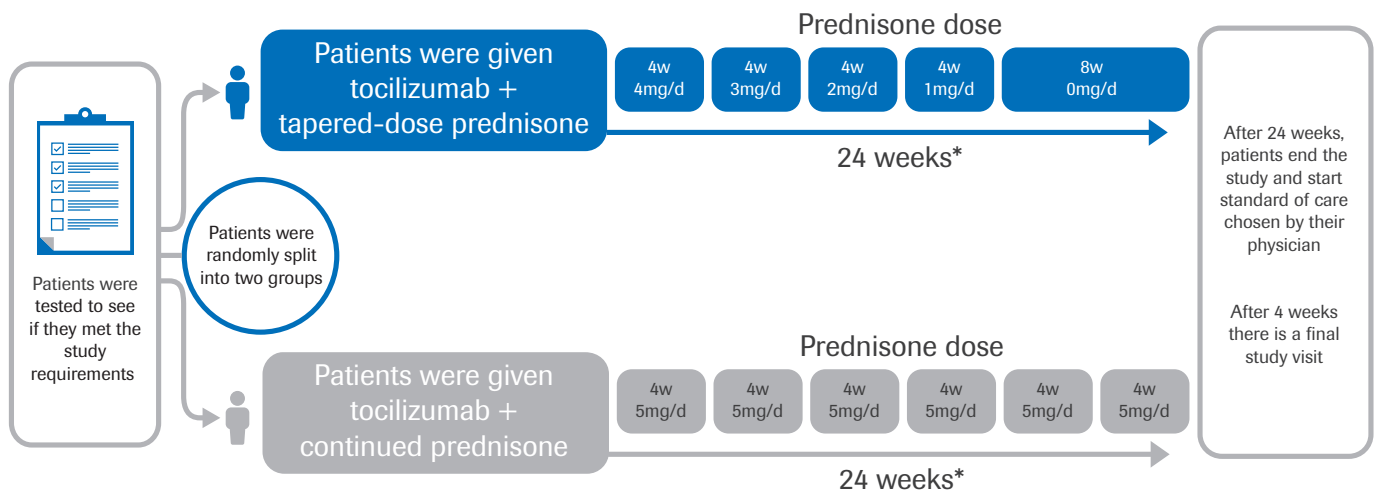 Patients were
tested to see
if they met the
study
requirements
Patients were
randomly split
into two groups
Patients were given
tocilizumab +
tapered-dose prednisone
Prednisone dose
4w
4mg/d
4w
3mg/d
4w
2mg/d
4w
1mg/d
8w
0mg/d
24 weeks*
Patients were given
tocilizumab +
continued prednisone
Prednisone dose
4w
5mg/d
4w
5mg/d
4w
5mg/d
4w
5mg/d
4w
5mg/d
4w
5mg/d
24 weeks*
After 24 weeks,
patients end the
study and start
standard of care
chosen by their
physician
After 4 weeks
there is a final
study visit